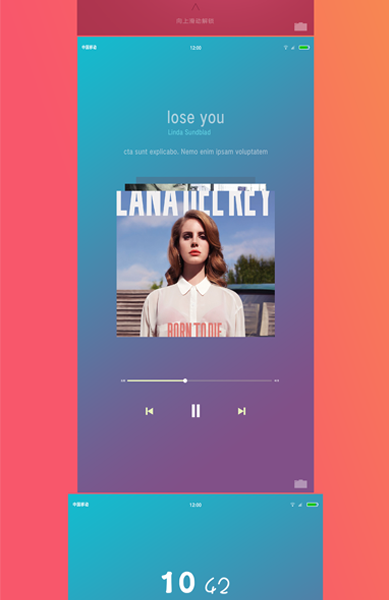 向上滑动解锁
中国移动 12:00
lose you
Linda Sundblad
cta sunt explicabo. Nemo enim ipsam voluptatem
LANA DEL REY
BORN TO DIE
中国移动 12:00
10 42